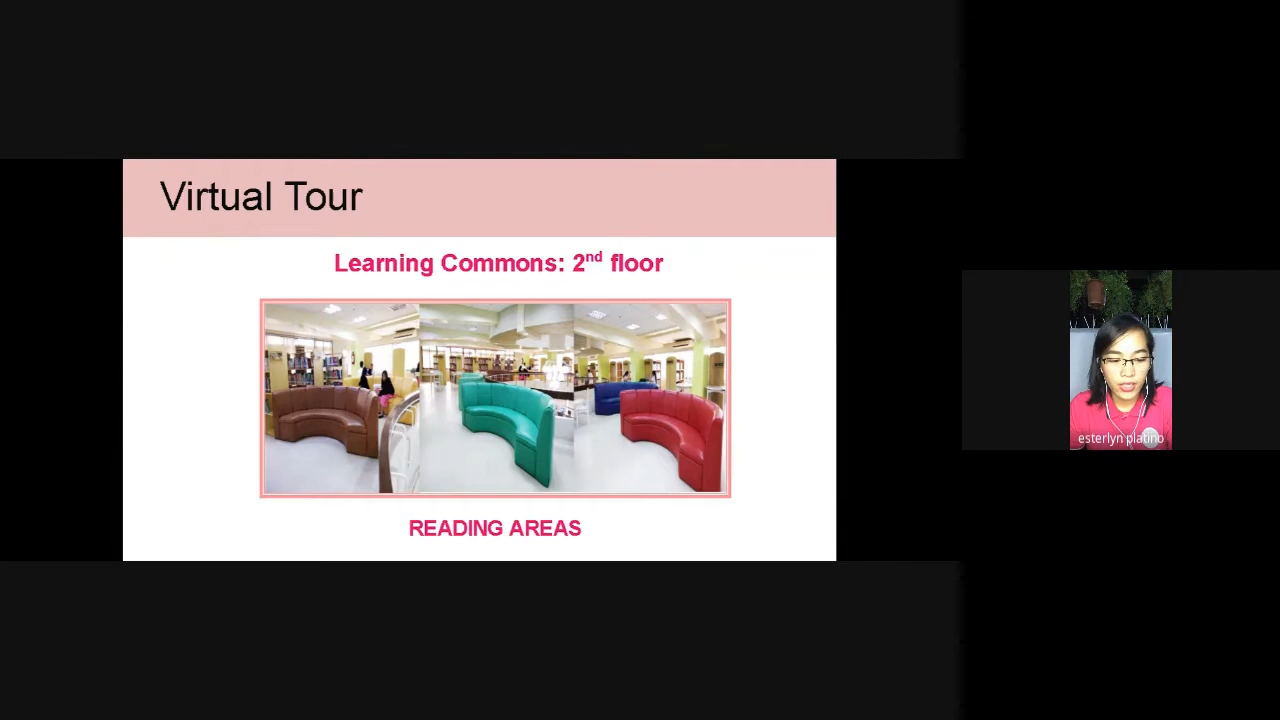 Virtual Tour
Learning Commons: 2nd floor
READING AREAS
esterlyn platino